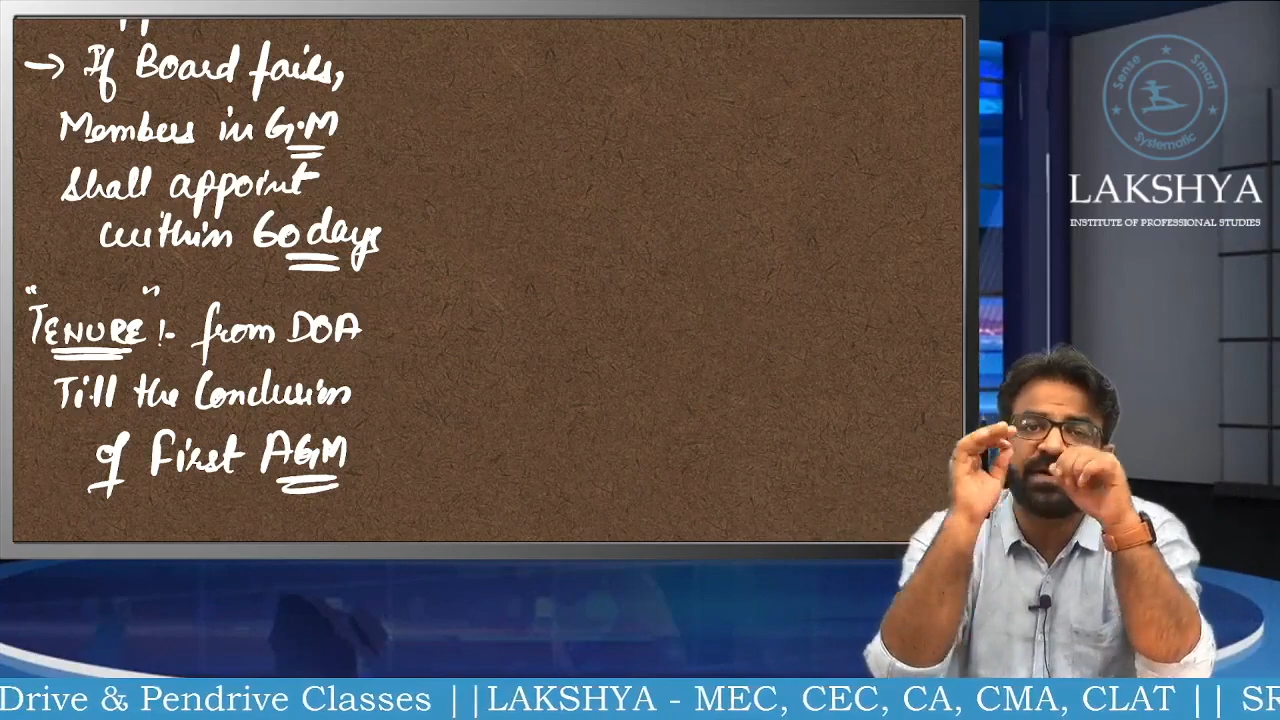 → If Board fails,
Members in G.M
shall appoint
within 60 days
"TENURE":- from DOA
Till the Conclusion
of First AGM
Sense Smart Systematic
LAKSHYA
INSTITUTE OF PROFESSIONAL STUDIES
Drive & Pendrive Classes ||LAKSHYA - MEC, CEC, CA, CMA, CLAT || SP